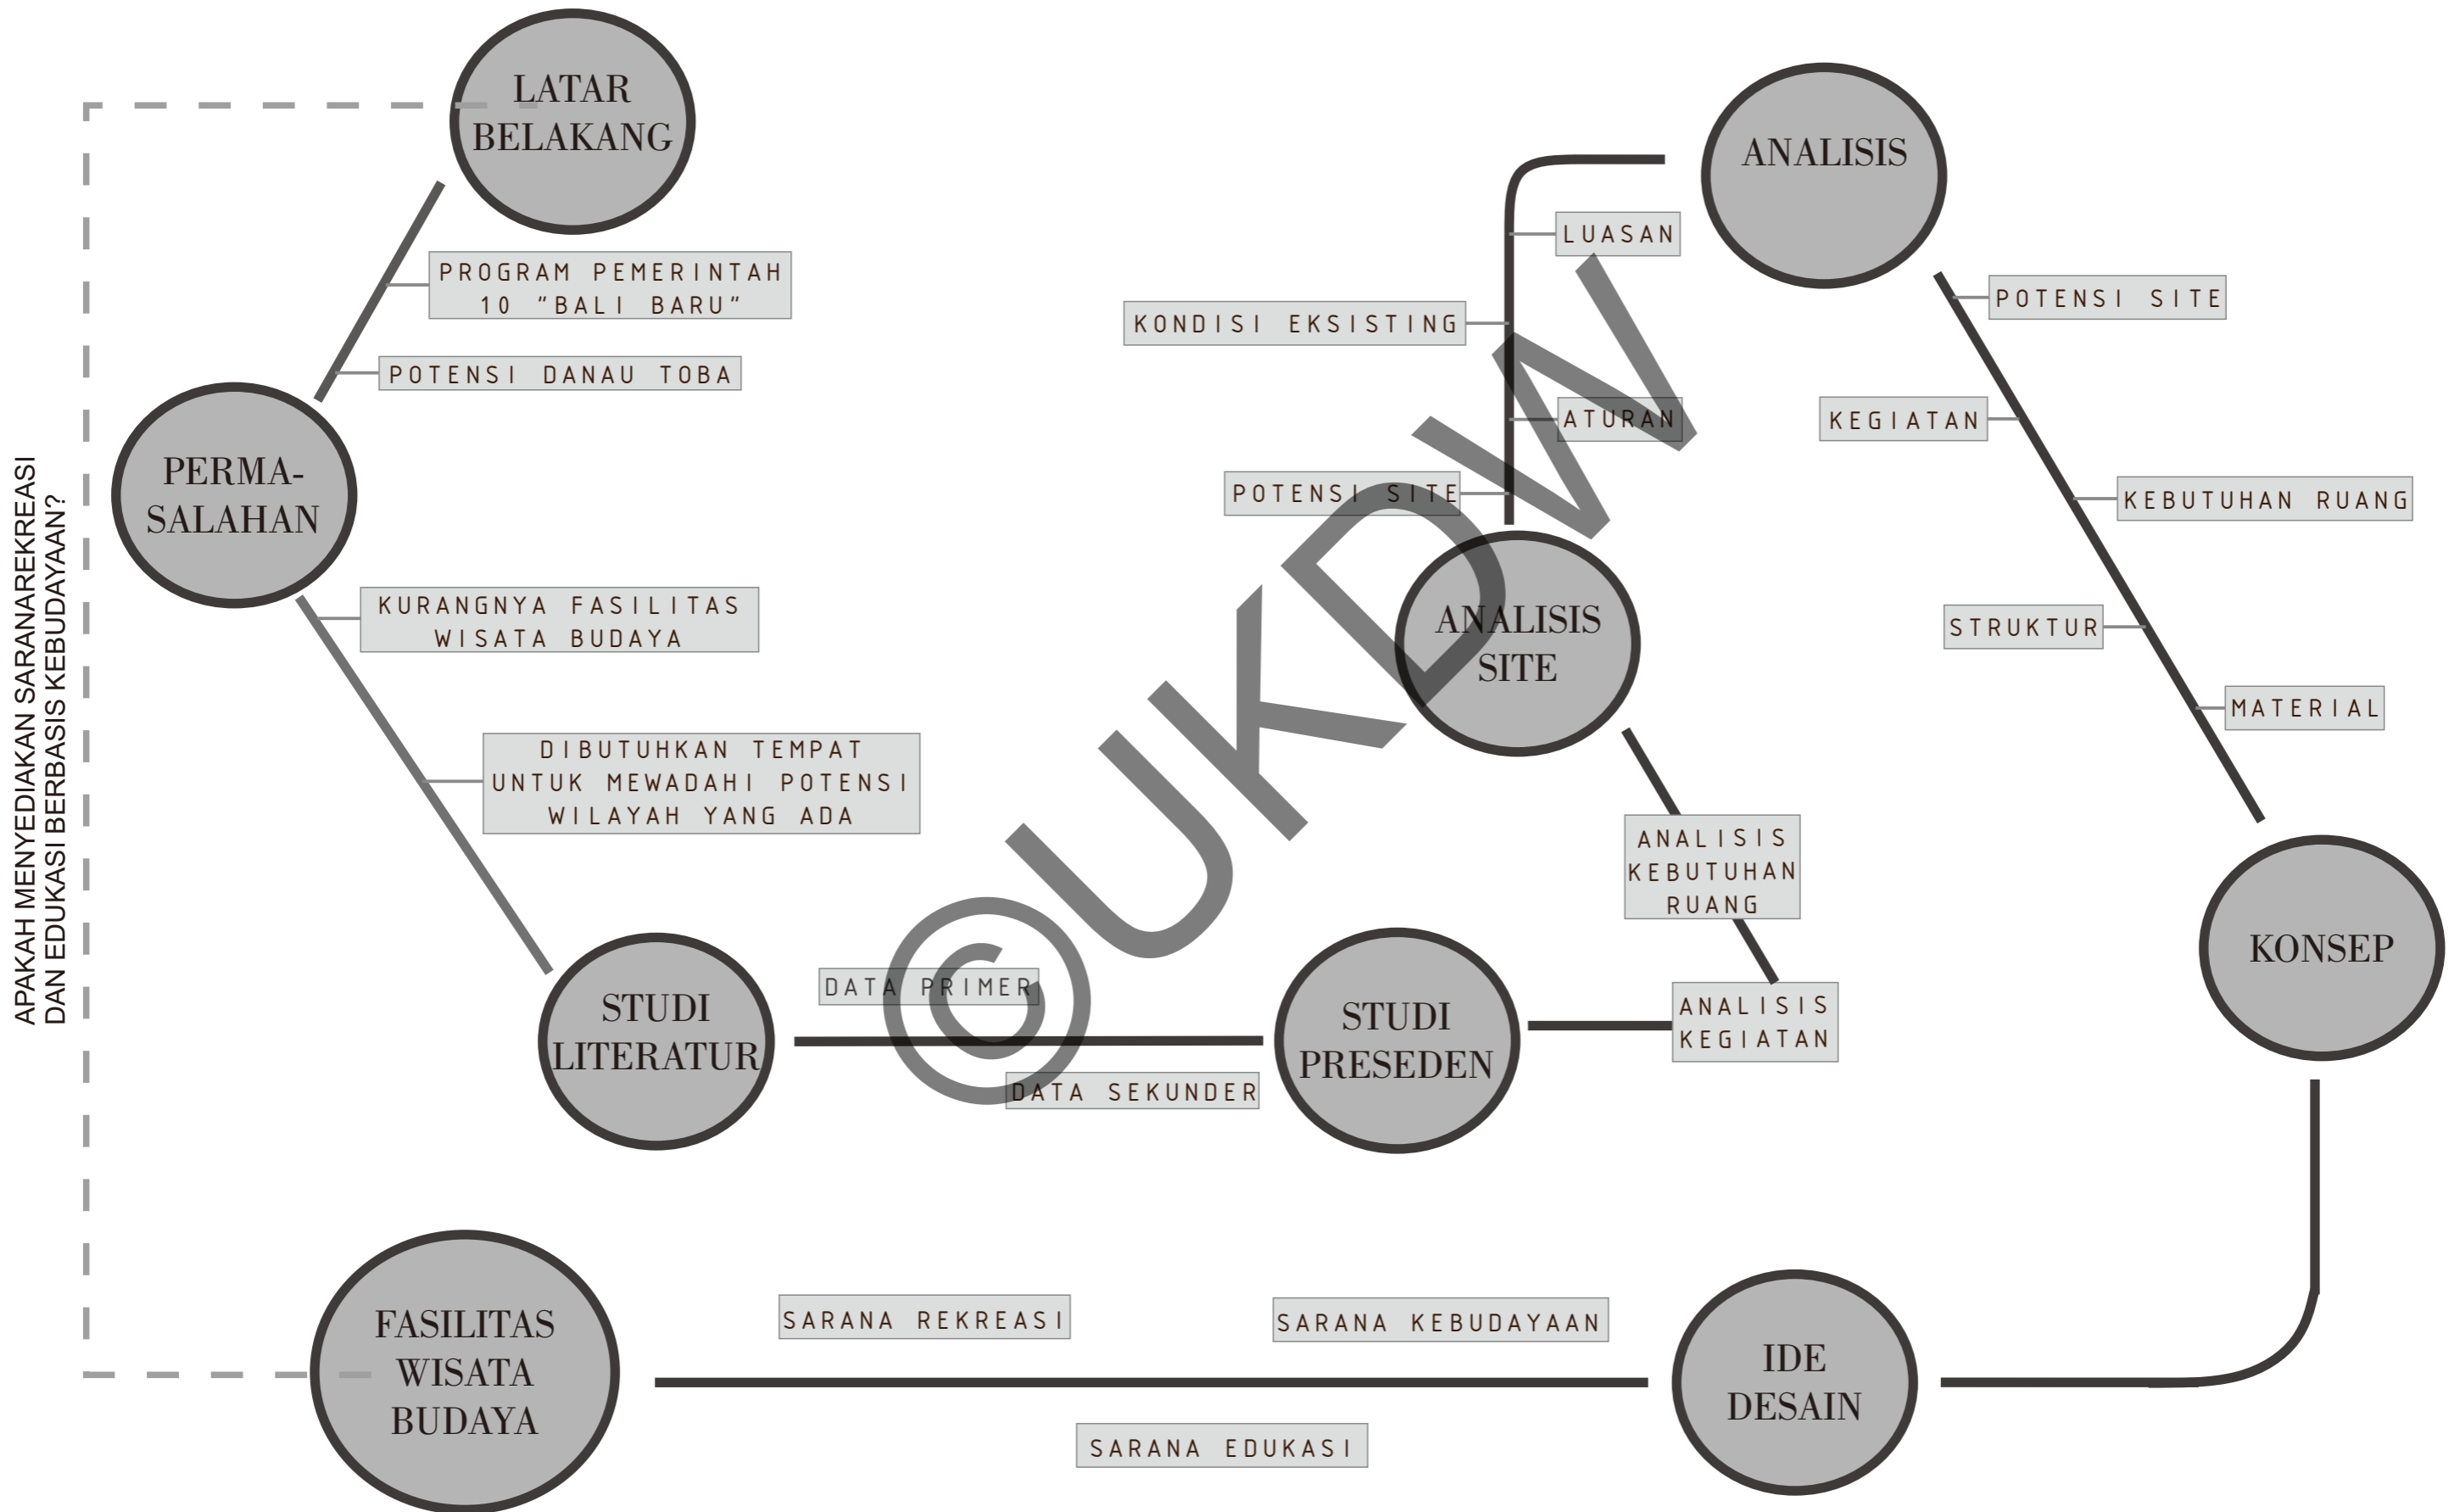 LATAR
BELAKANG
PROGRAM PEMERINTAH
10 "BALI BARU"
POTENSI DANAU TOBA
PERMA-
SALAHAN
KURANGNYA FASILITAS
WISATA BUDAYA
DIBUTUHKAN TEMPAT
UNTUK MEWADAHI POTENSI
WILAYAH YANG ADA
STUDI
LITERATUR
DATA PRIMER
DATA SEKUNDER
STUDI
PRESEDEN
ANALISIS
KEGIATAN
ANALISIS
KEBUTUHAN
RUANG
ANALISIS
SITE
POTENSI SITE
ATURAN
KONDISI EKSISTING
LUASAN
ANALISIS
POTENSI SITE
KEGIATAN
KEBUTUHAN RUANG
STRUKTUR
MATERIAL
KONSEP
IDE
DESAIN
SARANA KEBUDAYAAN
SARANA REKREASI
SARANA EDUKASI
FASILITAS
WISATA
BUDAYA
APAKAH MENYEDIAKAN SARANAREKREASI
DAN EDUKASI BERBASIS KEBUDAYAAN?
©UKDW